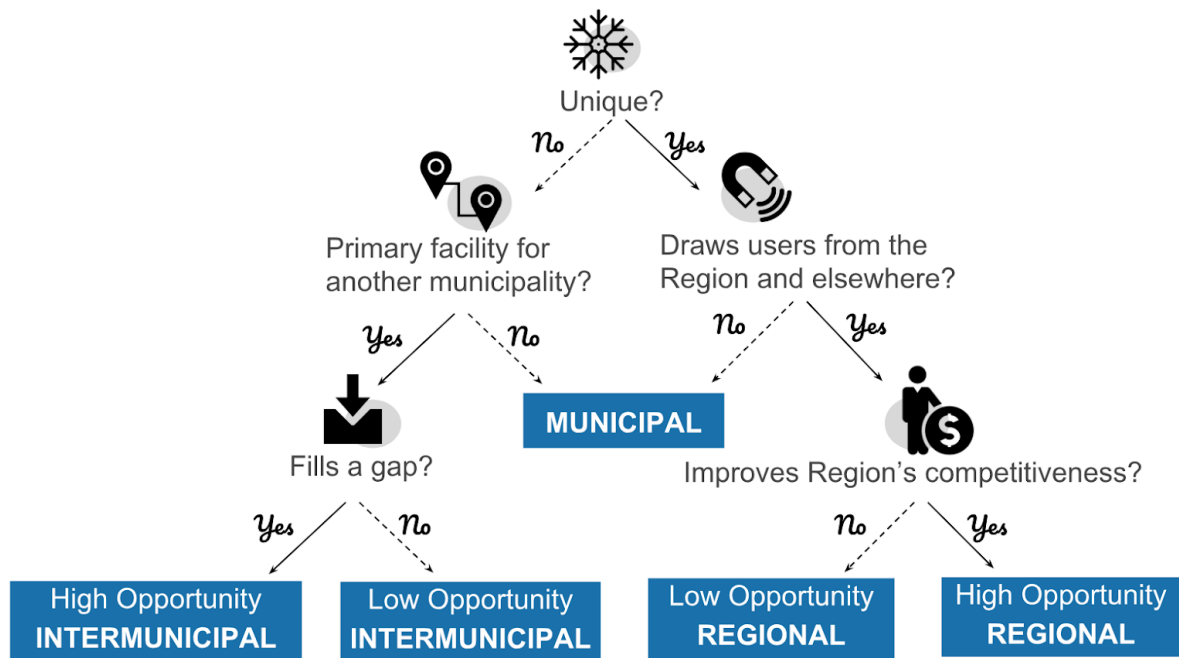 Unique?
No
Yes
Primary facility for
another municipality?
Draws users from the
Region and elsewhere?
Yes
No
No
Yes
MUNICIPAL
$
Fills a gap?
Improves Region’s competitiveness?
Yes
No
No
Yes
High Opportunity
INTERMUNICIPAL
Low Opportunity
INTERMUNICIPAL
Low Opportunity
REGIONAL
High Opportunity
REGIONAL